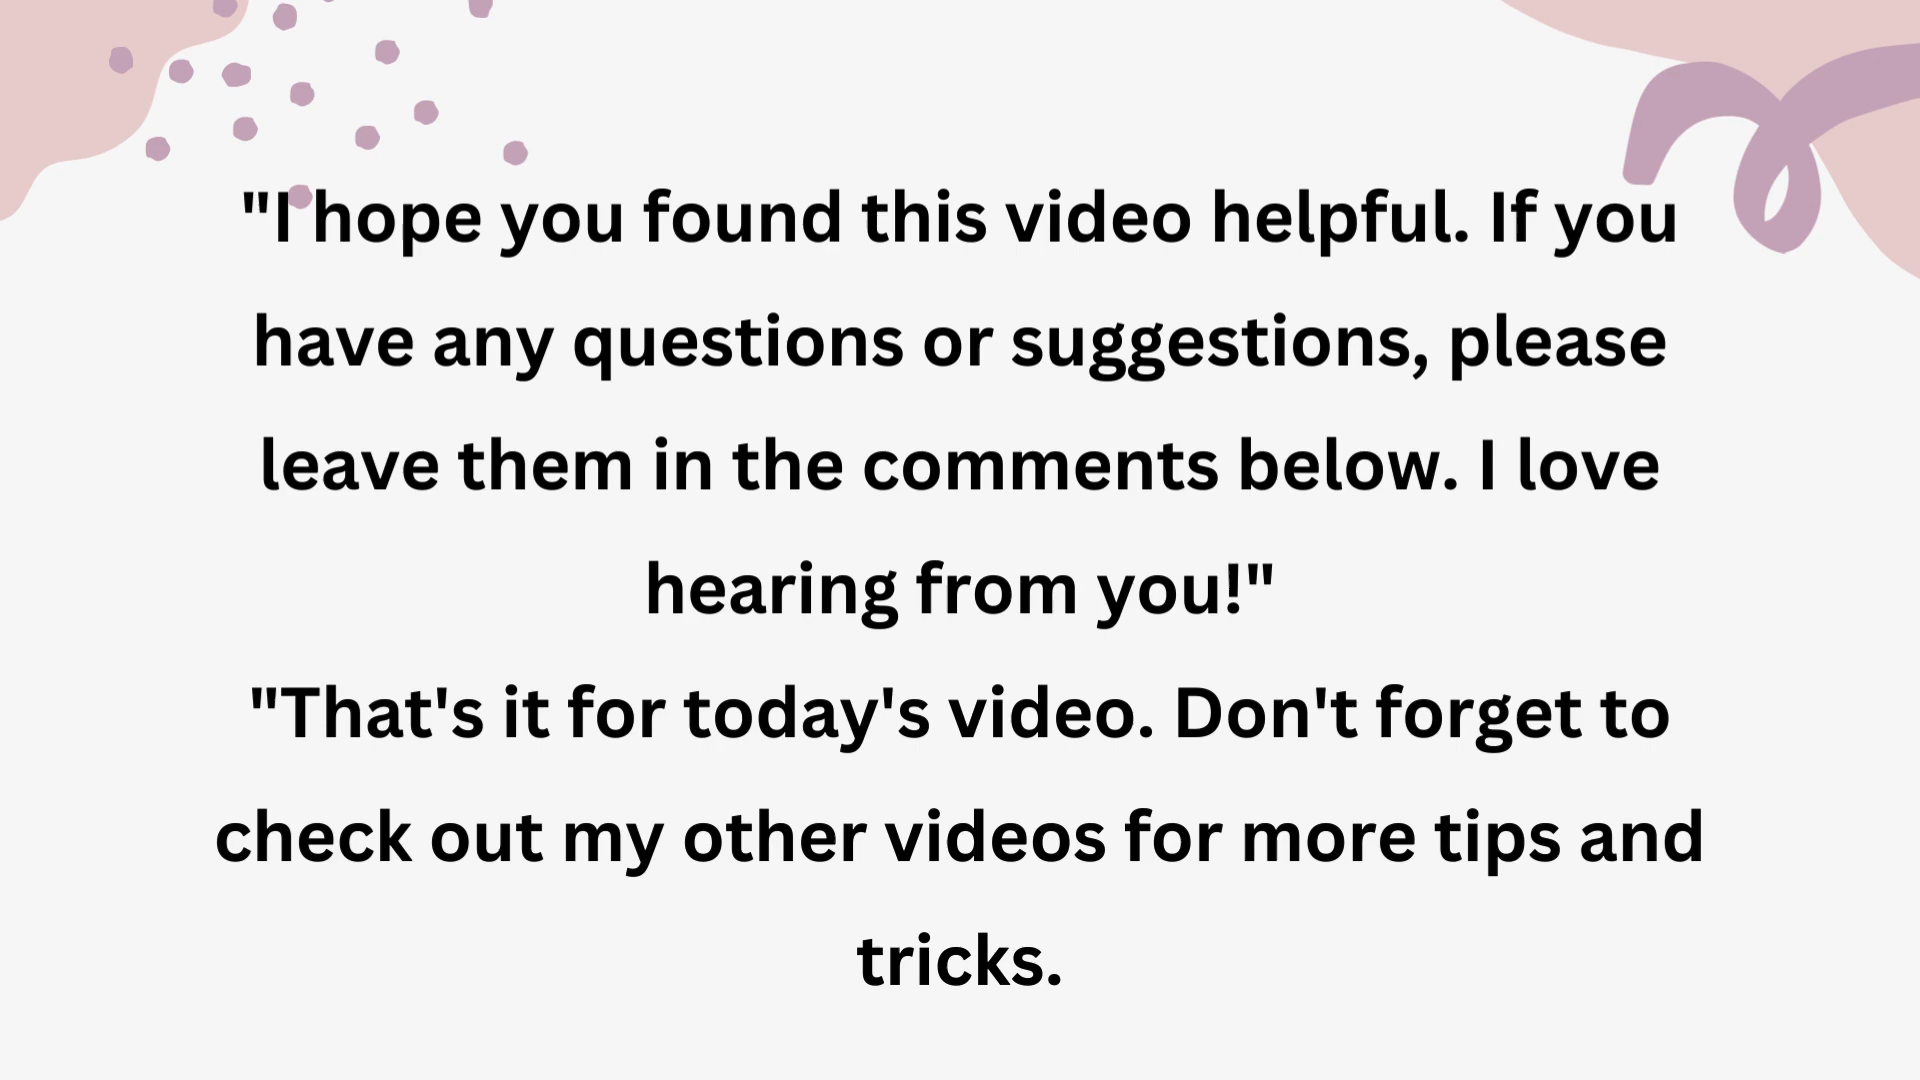 "I hope you found this video helpful. If you
have any questions or suggestions, please
leave them in the comments below. I love
hearing from you!"
"That's it for today's video. Don't forget to
check out my other videos for more tips and
tricks.